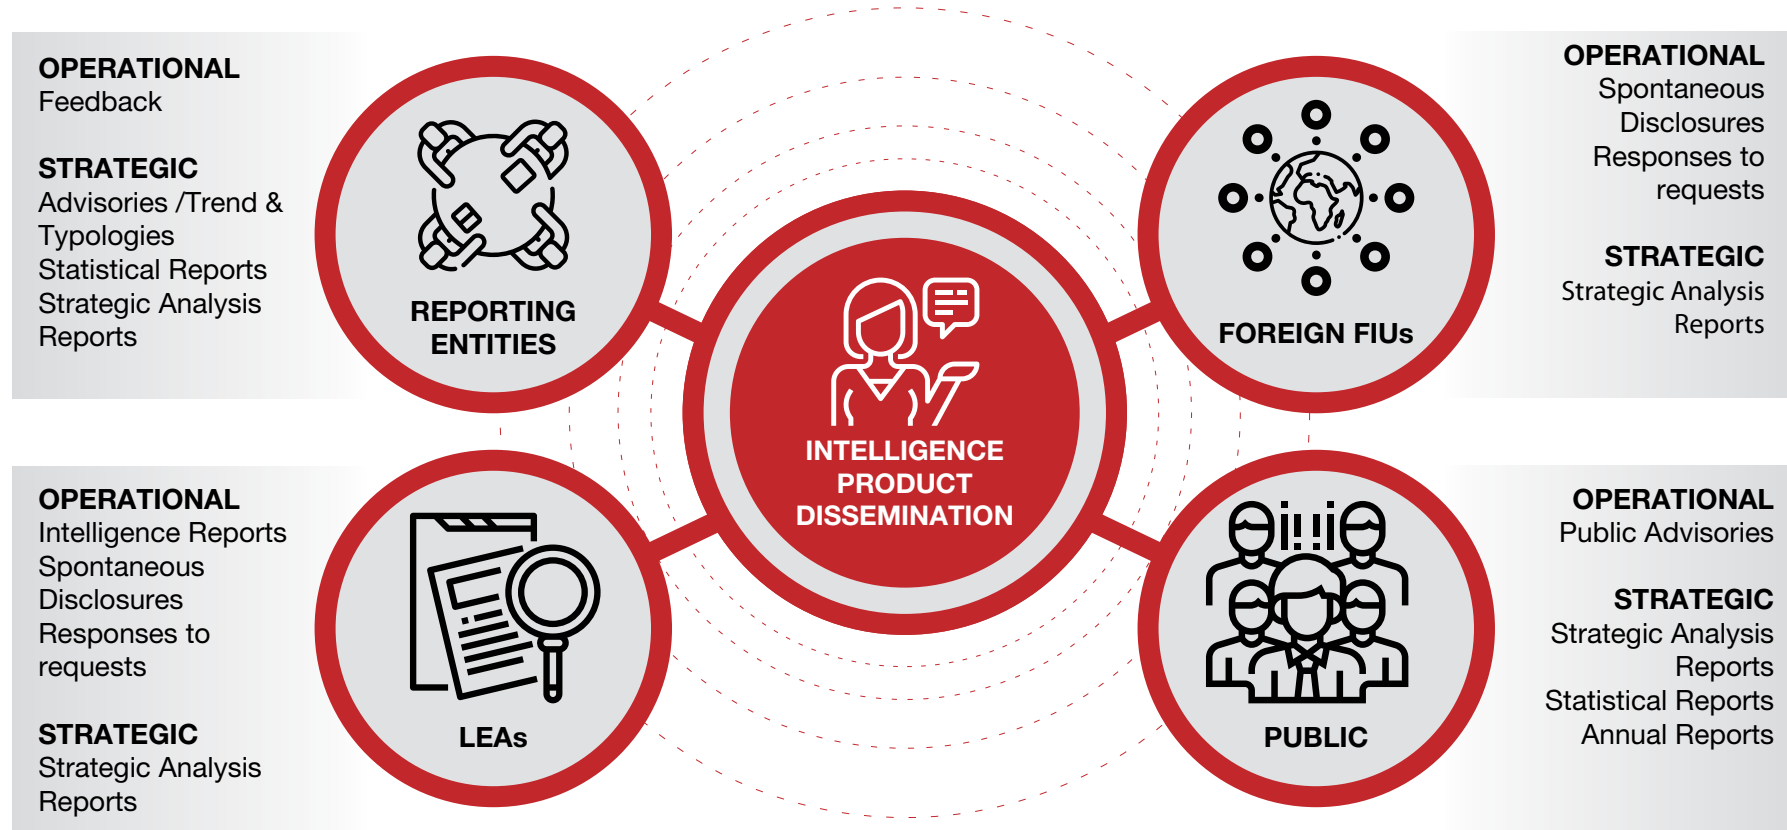 OPERATIONAL
Feedback
STRATEGIC
Advisories /Trend &
Typologies
Statistical Reports
Strategic Analysis
Reports
REPORTING
ENTITIES
OPERATIONAL
Spontaneous
Disclosures
Responses to
requests
STRATEGIC
Strategic Analysis
Reports
FOREIGN FIUs
INTELLIGENCE
PRODUCT
DISSEMINATION
OPERATIONAL
Intelligence Reports
Spontaneous
Disclosures
Responses to
requests
STRATEGIC
Strategic Analysis
Reports
LEAs
OPERATIONAL
Public Advisories
STRATEGIC
Strategic Analysis
Reports
Statistical Reports
Annual Reports
PUBLIC